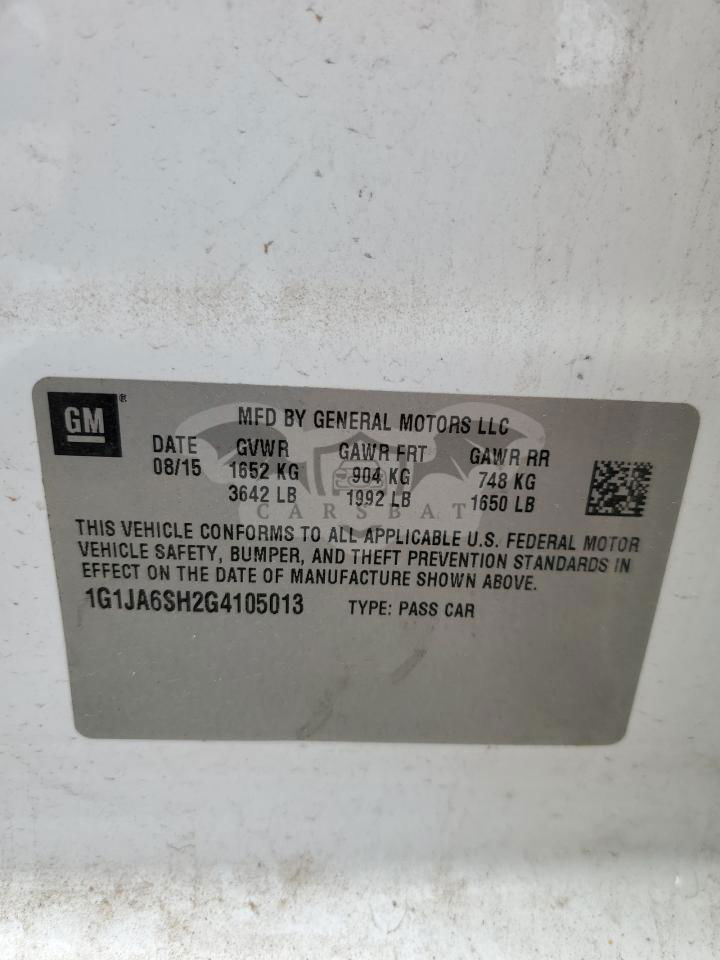 GM®
MFD BY GENERAL MOTORS LLC
DATE GVWR GAWR FRT GAWR RR
08/15 1652 KG 904 KG 748 KG
3642 LB 1992 LB 1650 LB
CARSBAT
THIS VEHICLE CONFORMS TO ALL APPLICABLE U.S. FEDERAL MOTOR
VEHICLE SAFETY, BUMPER, AND THEFT PREVENTION STANDARDS IN
EFFECT ON THE DATE OF MANUFACTURE SHOWN ABOVE.
1G1JA6SH2G4105013 TYPE: PASS CAR